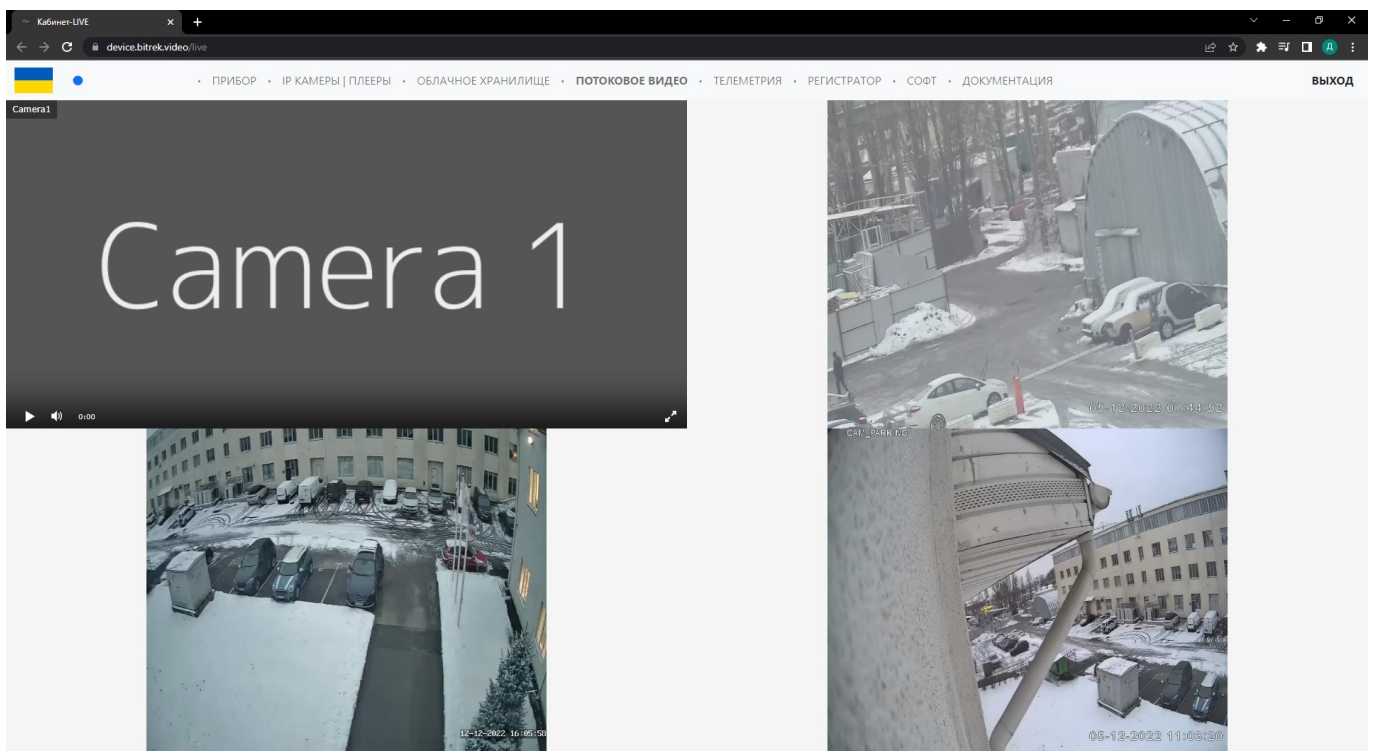 Кабинет-LIVE
device.bitrek.video/live
Д
• ПРИБОР • IP КАМЕРЫ | ПЛЕЕРЫ • ОБЛАЧНОЕ ХРАНИЛИЩЕ • ПОТОКОВОЕ ВИДЕО • ТЕЛЕМЕТРИЯ • РЕГИСТРАТОР • СОФТ • ДОКУМЕНТАЦИЯ ВЫХОД
Camera1
Camera 1
0:00
05-12-2022 07:44:52
12-12-2022 16:05:58
CAM_PARKING
05-12-2022 11:03:20